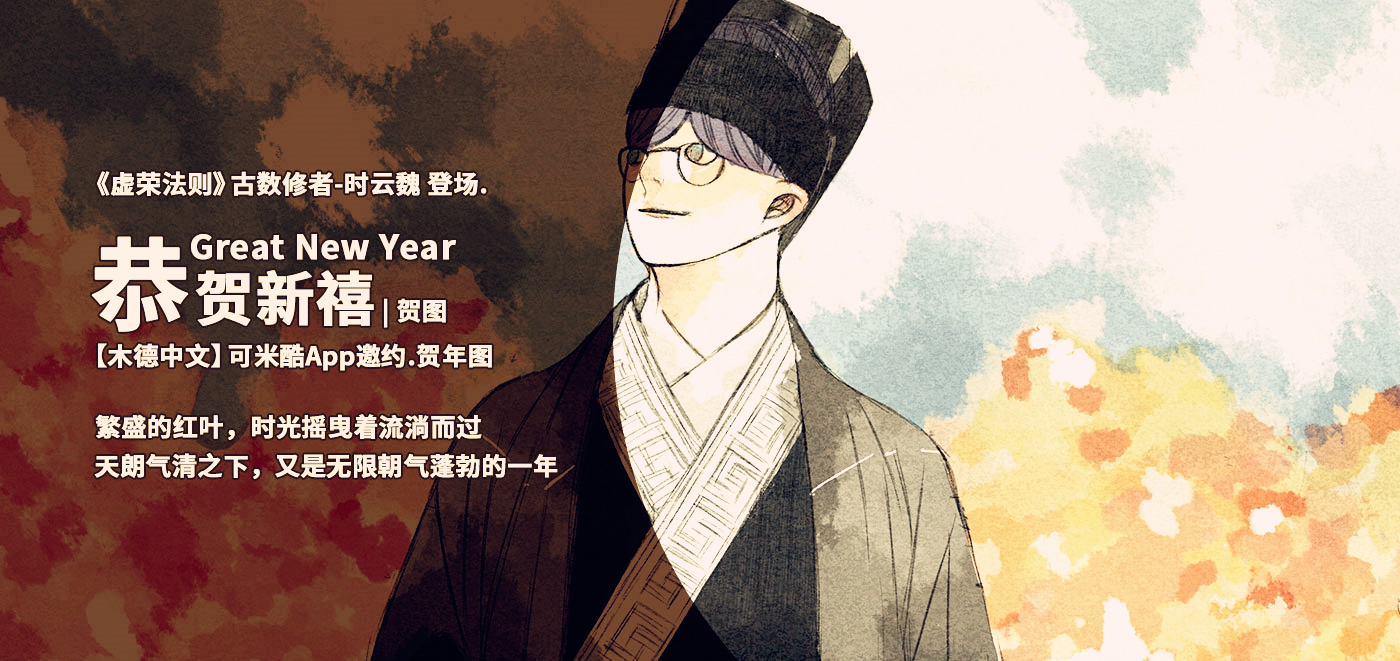 《虚荣法则》古数修者-时云魏 登场.
恭 Great New Year
贺新禧 | 贺图
【木德中文】可米酷App邀约.贺年图
繁盛的红叶，时光摇曳着流淌而过
天朗气清之下，又是无限朝气蓬勃的一年